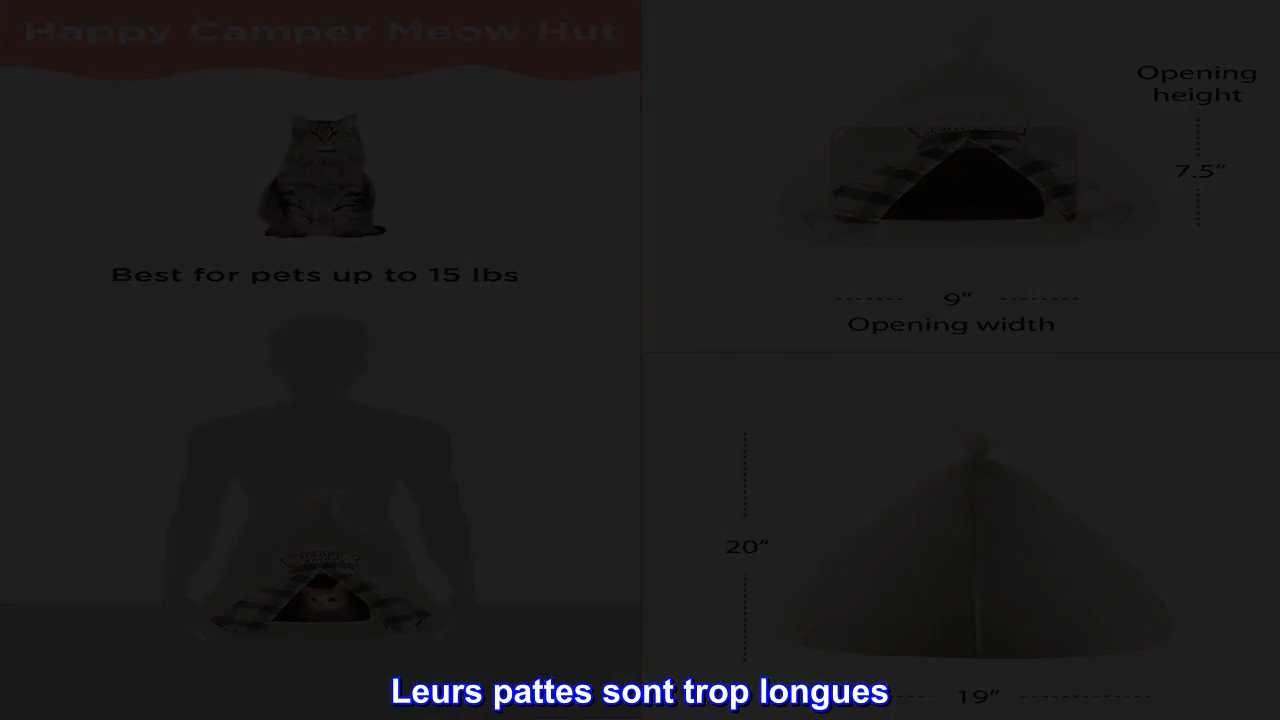 Happy Camper Meow Hut
Best for pets up to 15 lbs
Opening
height
7.5”
9”
Opening width
20”
19”
Happy
Leurs pattes sont trop longues